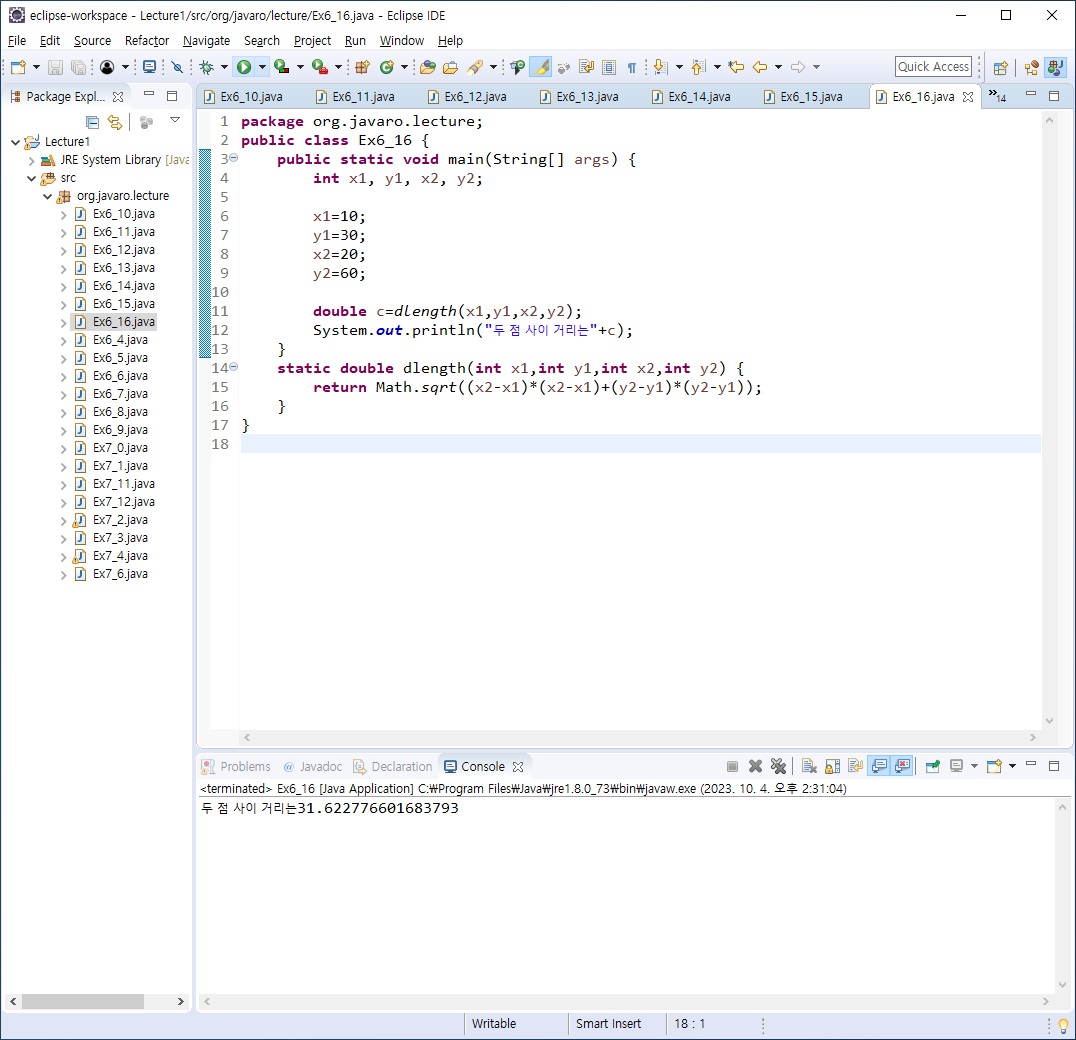 eclipse-workspace - Lecture1/src/org/javaro/lecture/Ex6_16.java - Eclipse IDE
File Edit Source Refactor Navigate Search Project Run Window Help
Quick Access
Package Expl...
Lecture1
JRE System Library [Java
src
org.javaro.lecture
Ex6_10.java
Ex6_11.java
Ex6_12.java
Ex6_13.java
Ex6_14.java
Ex6_15.java
Ex6_16.java
Ex6_4.java
Ex6_5.java
Ex6_6.java
Ex6_7.java
Ex6_8.java
Ex6_9.java
Ex7_0.java
Ex7_1.java
Ex7_11.java
Ex7_12.java
Ex7_2.java
Ex7_3.java
Ex7_4.java
Ex7_6.java
Ex6_10.java Ex6_11.java Ex6_12.java Ex6_13.java Ex6_14.java Ex6_15.java Ex6_16.java »14
1 package org.javaro.lecture;
2 public class Ex6_16 {
3 public static void main(String[] args) {
4 int x1, y1, x2, y2;
5
6 x1=10;
7 y1=30;
8 x2=20;
9 y2=60;
10
11 double c=dlength(x1,y1,x2,y2);
12 System.out.println("두 점 사이 거리는"+c);
13 }
14 static double dlength(int x1,int y1,int x2,int y2) {
15 return Math.sqrt((x2-x1)*(x2-x1)+(y2-y1)*(y2-y1));
16 }
17 }
18
Problems @ Javadoc Declaration Console
<terminated> Ex6_16 [Java Application] C:₩Program Files₩Java₩jre1.8.0_73₩bin₩javaw.exe (2023. 10. 4. 오후 2:31:04)
두 점 사이 거리는31.622776601683793
Writable Smart Insert 18 : 1